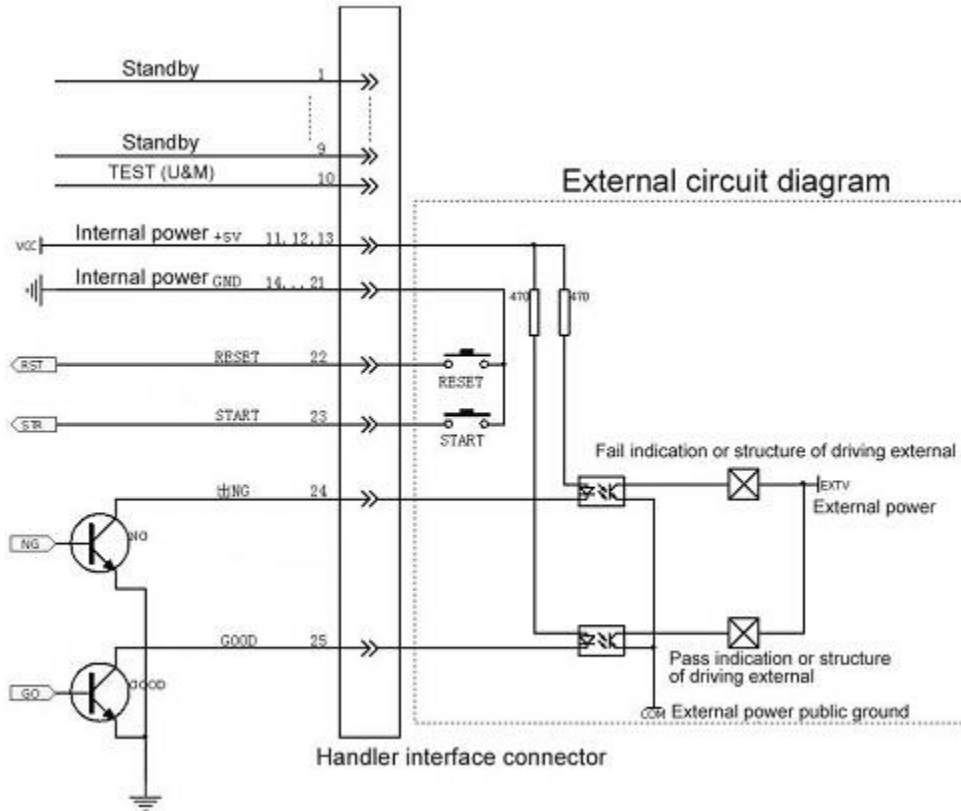 Standby 1
Standby 9
TEST (U&M) 10
External circuit diagram
VCC Internal power +5V 11,12,13
Internal power GND 14...21
470 470
RST RESET 22
RESET
STR START 23
START
Fail indication or structure of driving external
出NG 24
EXTV
External power
NG NO
GOOD 25
Pass indication or structure
of driving external
GO GOOD
COM External power public ground
Handler interface connector